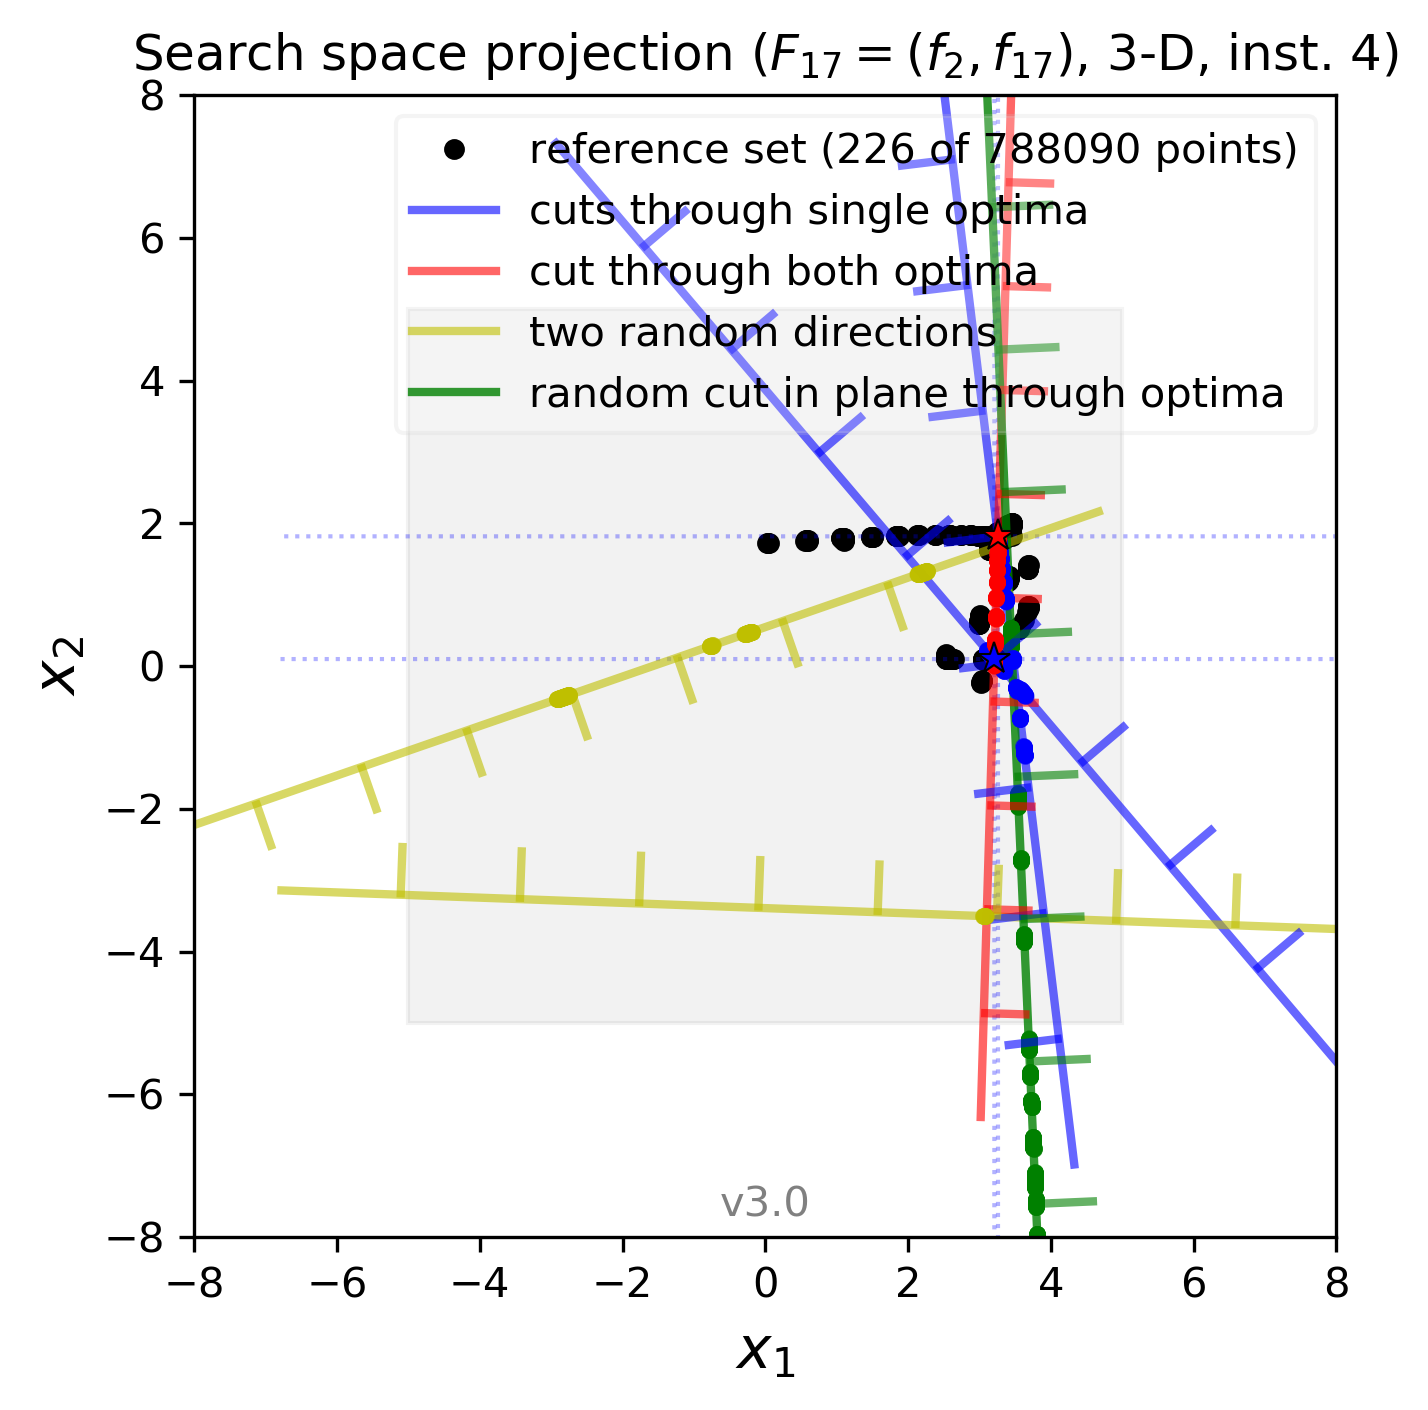 Search space projection (F₁₇ = (f₂, f₁₇), 3-D, inst. 4)
8
6
4
2
0
−2
−4
−6
−8
x₂
reference set (226 of 788090 points)
cuts through single optima
cut through both optima
two random directions
random cut in plane through optima
v3.0
−8 −6 −4 −2 0 2 4 6 8
x₁